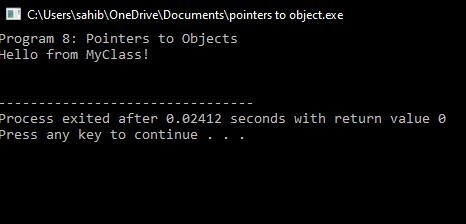 C:\Users\sahib\OneDrive\Documents\pointers to object.exe
Program 8: Pointers to Objects
Hello from MyClass!
--------------------------------
Process exited after 0.02412 seconds with return value 0
Press any key to continue . . .